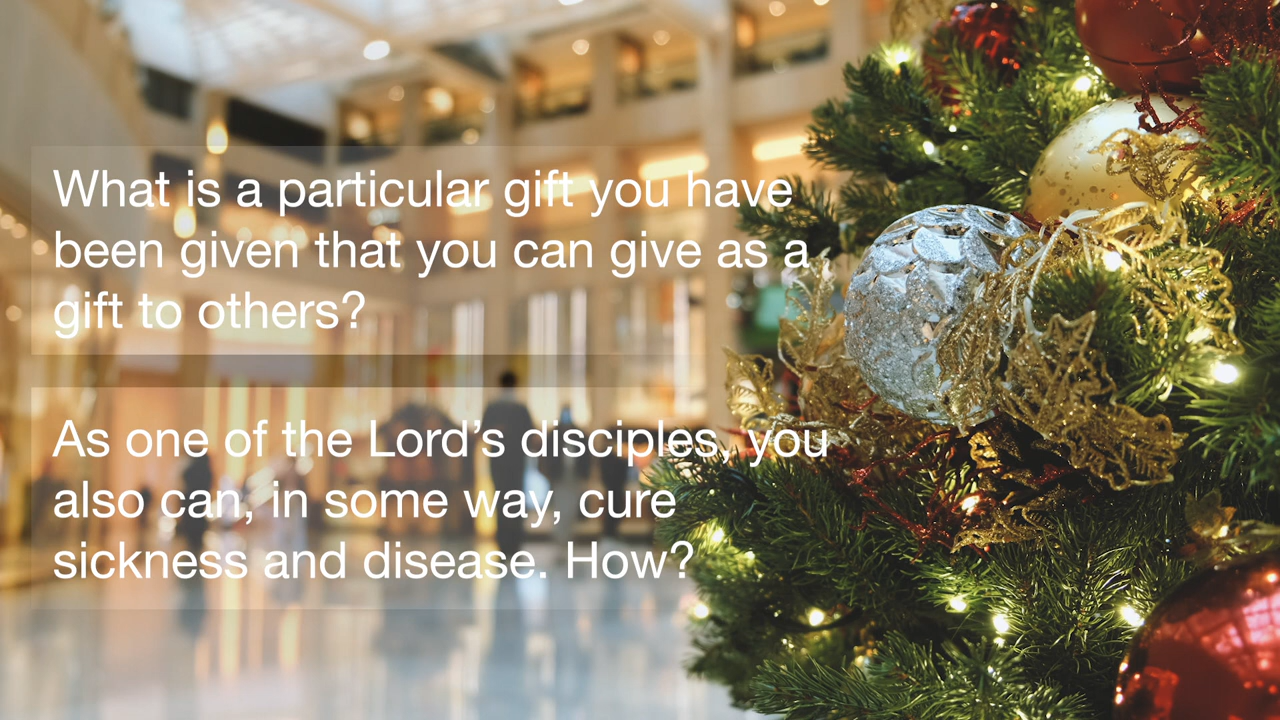 What is a particular gift you have
been given that you can give as a
gift to others?
As one of the Lord’s disciples, you
also can, in some way, cure
sickness and disease. How?